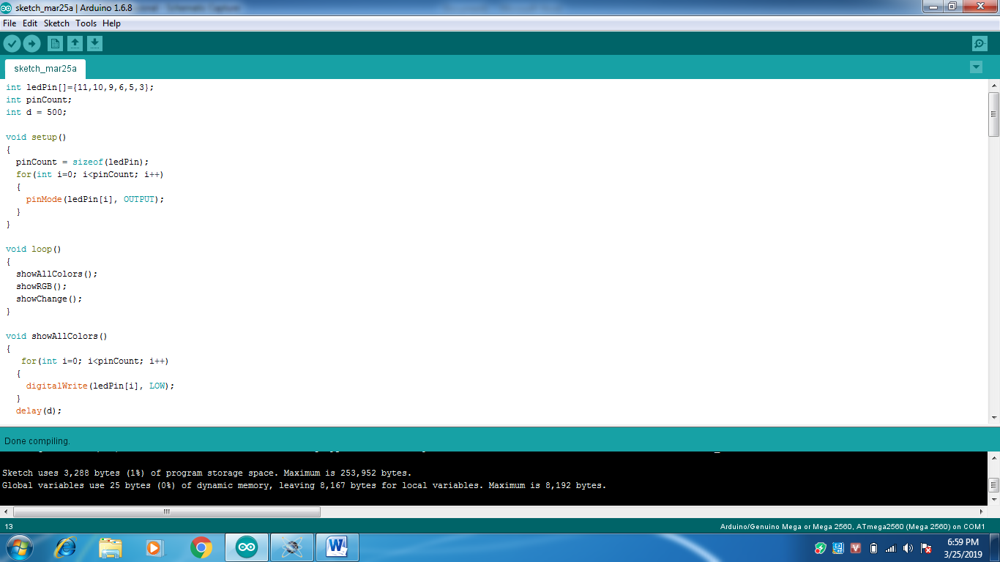 sketch_mar25a | Arduino 1.6.8
File Edit Sketch Tools Help
sketch_mar25a
int ledPin[]={11,10,9,6,5,3};
int pinCount;
int d = 500;
void setup()
{
pinCount = sizeof(ledPin);
for(int i=0; i<pinCount; i++)
{
pinMode(ledPin[i], OUTPUT);
}
}
void loop()
{
showAllColors();
showRGB();
showChange();
}
void showAllColors()
{
for(int i=0; i<pinCount; i++)
{
digitalWrite(ledPin[i], LOW);
}
delay(d);
Done compiling.
Sketch uses 3,288 bytes (1%) of program storage space. Maximum is 253,952 bytes.
Global variables use 25 bytes (0%) of dynamic memory, leaving 8,167 bytes for local variables. Maximum is 8,192 bytes.
13
Arduino/Genuino Mega or Mega 2560, ATmega2560 (Mega 2560) on COM1
6:59 PM
3/25/2019